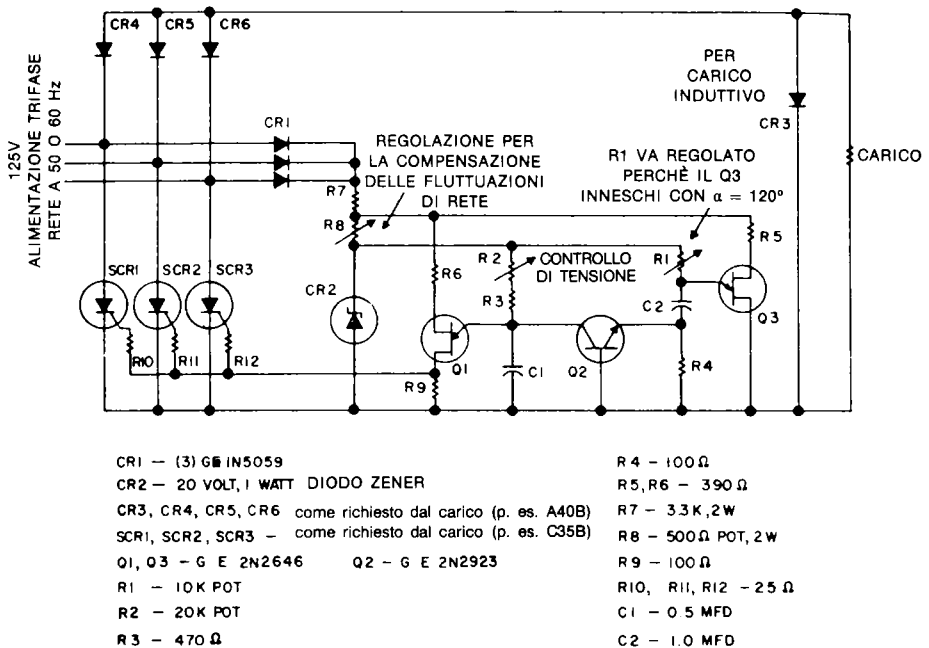 CR4 CR5 CR6
125V
ALIMENTAZIONE TRIFASE
RETE A 50 O 60 Hz
CR1
REGOLAZIONE PER
LA COMPENSAZIONE
DELLE FLUTTUAZIONI
DI RETE
PER
CARICO
INDUTTIVO
CR3
CARICO
R1 VA REGOLATO
PERCHÈ IL Q3
INNESCHI CON α = 120°
R7
R8
R5
SCR1 SCR2 SCR3
CR2
R6
R2
CONTROLLO
DI TENSIONE
R1
R3
C2
Q3
R10 R11 R12
Q1
C1
Q2
R4
R9
CR1 – (3) GE IN5059
CR2 – 20 VOLT, 1 WATT DIODO ZENER
CR3, CR4, CR5, CR6 come richiesto dal carico (p. es. A40B)
SCR1, SCR2, SCR3 – come richiesto dal carico (p. es. C35B)
Q1, Q3 – G E 2N2646 Q2 – G E 2N2923
R1 – 10K POT
R2 – 20K POT
R3 – 470 Ω
R4 – 100 Ω
R5, R6 – 390 Ω
R7 – 3.3 K, 2W
R8 – 500 Ω POT, 2W
R9 – 100 Ω
R10, R11, R12 – 25 Ω
C1 – 0.5 MFD
C2 – 1.0 MFD